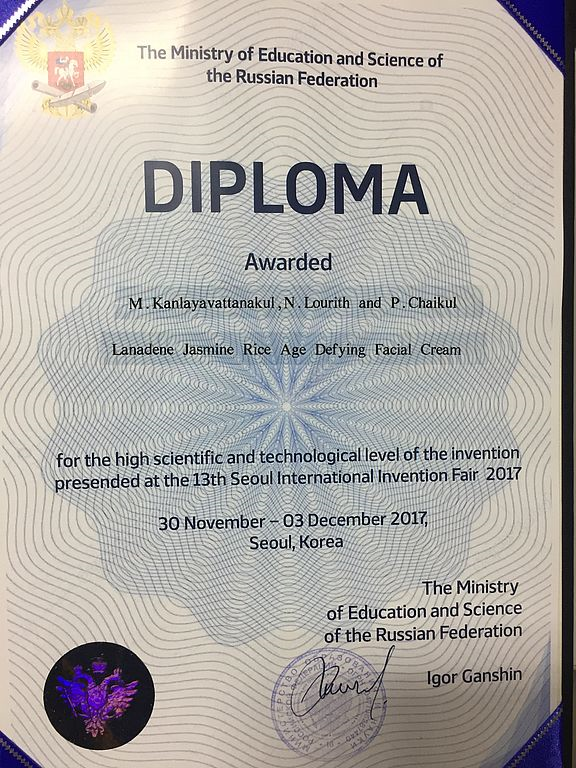 The Ministry of Education and Science of
the Russian Federation
DIPLOMA
Awarded
M.Kanlayavattanakul,N.Lourith and P.Chaikul
Lanadene Jasmine Rice Age Defying Facial Cream
for the high scientific and technological level of the invention
presended at the 13th Seoul International Invention Fair 2017
30 November – 03 December 2017,
Seoul, Korea
The Ministry
of Education and Science
of the Russian Federation
Igor Ganshin